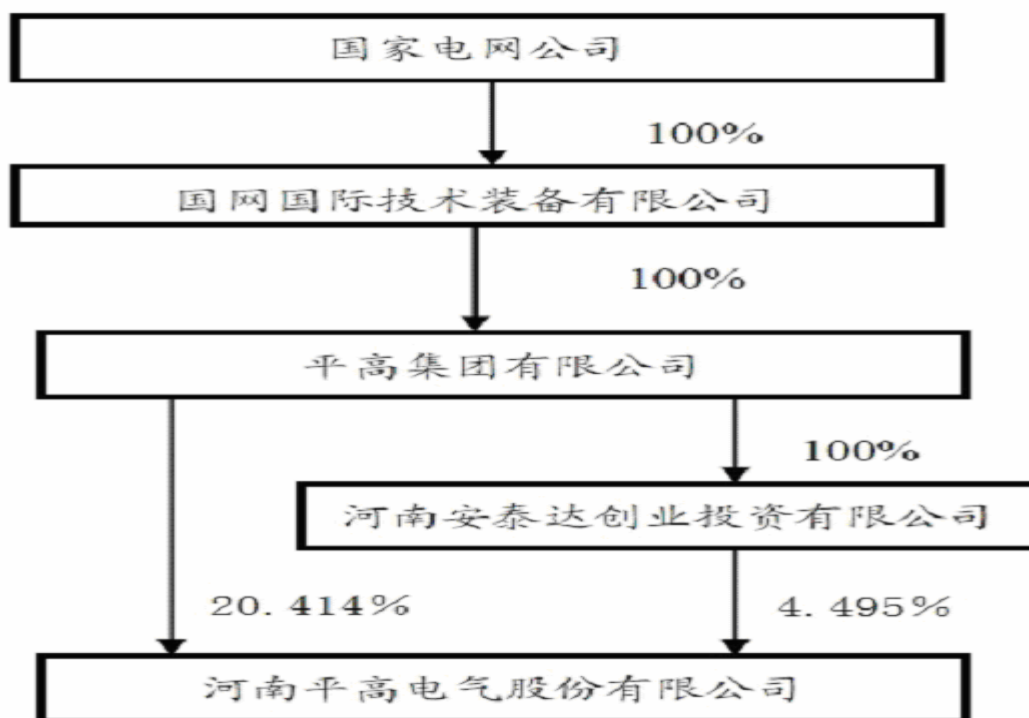 国家电网公司
100%
国网国际技术装备有限公司
100%
平高集团有限公司
100%
河南安泰达创业投资有限公司
20.414%
4.495%
河南平高电气股份有限公司